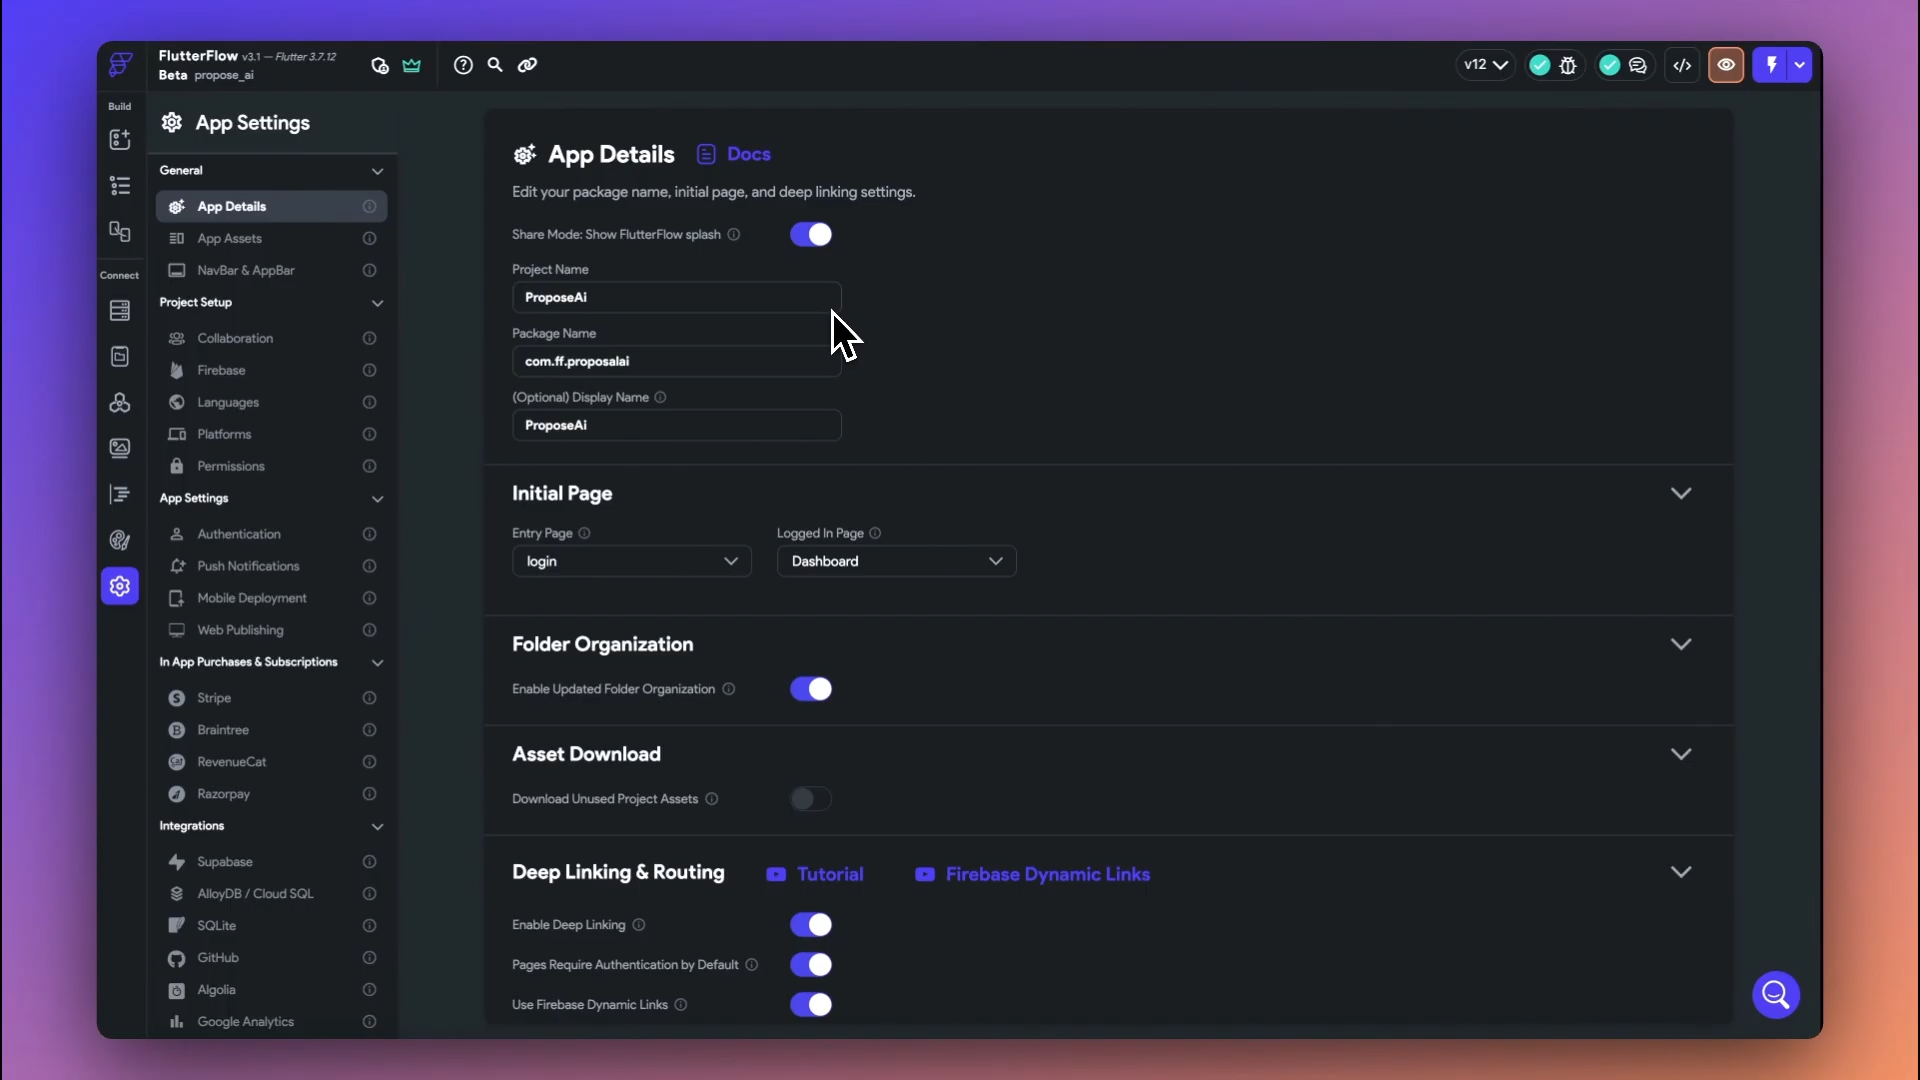 FlutterFlow v3.1 — Flutter 3.7.12
Beta propose_ai
v12
Build
Connect
App Settings
General
App Details
App Assets
NavBar & AppBar
Project Setup
Collaboration
Firebase
Languages
Platforms
Permissions
App Settings
Authentication
Push Notifications
Mobile Deployment
Web Publishing
In App Purchases & Subscriptions
Stripe
Braintree
RevenueCat
Razorpay
Integrations
Supabase
AlloyDB / Cloud SQL
SQLite
GitHub
Algolia
Google Analytics
App Details Docs
Edit your package name, initial page, and deep linking settings.
Share Mode: Show FlutterFlow splash
Project Name
ProposeAi
Package Name
com.ff.proposalai
(Optional) Display Name
ProposeAi
Initial Page
Entry Page Logged In Page
login Dashboard
Folder Organization
Enable Updated Folder Organization
Asset Download
Download Unused Project Assets
Deep Linking & Routing Tutorial Firebase Dynamic Links
Enable Deep Linking
Pages Require Authentication by Default
Use Firebase Dynamic Links